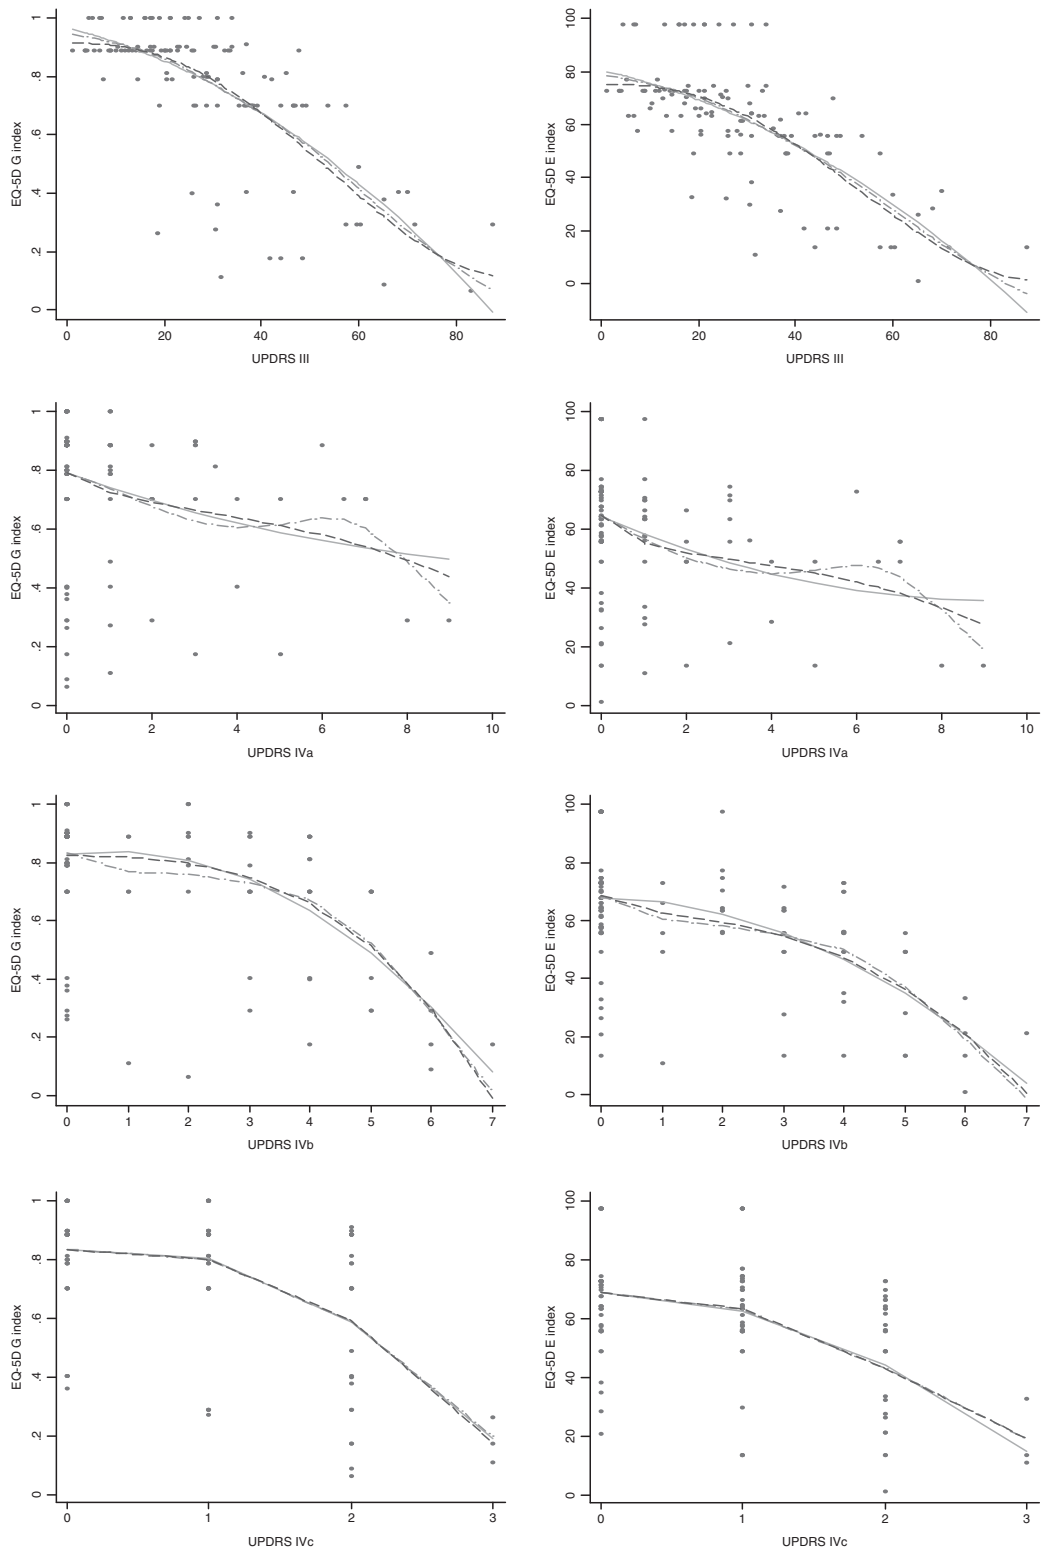 1 .8 .6 .4 .2 0
EQ-5D G index
0 20 40 60 80
UPDRS III
100 80 60 40 20 0
EQ-5D E index
0 20 40 60 80
UPDRS III
1 .8 .6 .4 .2 0
EQ-5D G index
0 2 4 6 8 10
UPDRS IVa
100 80 60 40 20 0
EQ-5D E index
0 2 4 6 8 10
UPDRS IVa
1 .8 .6 .4 .2 0
EQ-5D G index
0 1 2 3 4 5 6 7
UPDRS IVb
100 80 60 40 20 0
EQ-5D E index
0 1 2 3 4 5 6 7
UPDRS IVb
1 .8 .6 .4 .2 0
EQ-5D G index
0 1 2 3
UPDRS IVc
100 80 60 40 20 0
EQ-5D E index
0 1 2 3
UPDRS IVc